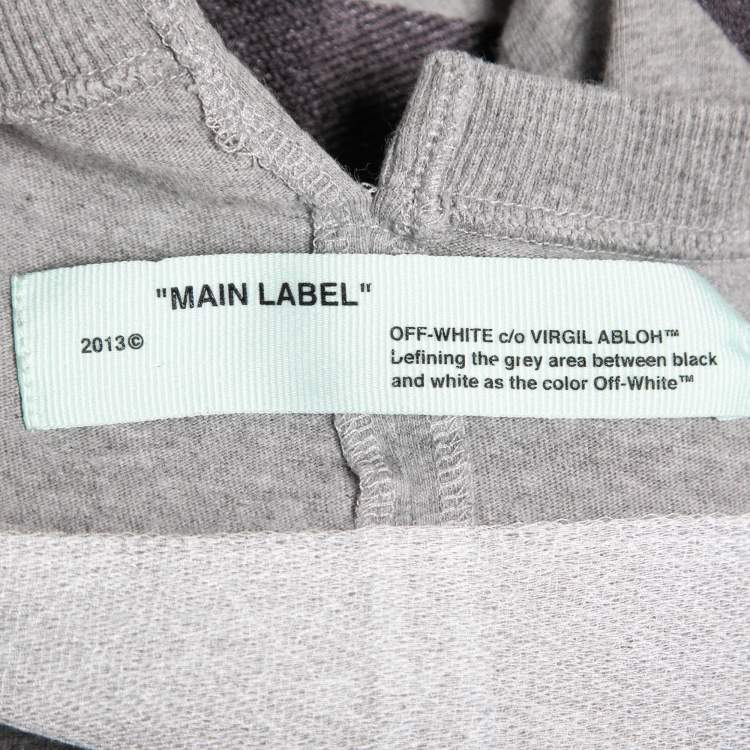 "MAIN LABEL"
2013©
OFF-WHITE c/o VIRGIL ABLOH™
Defining the grey area between black
and white as the color Off-White™